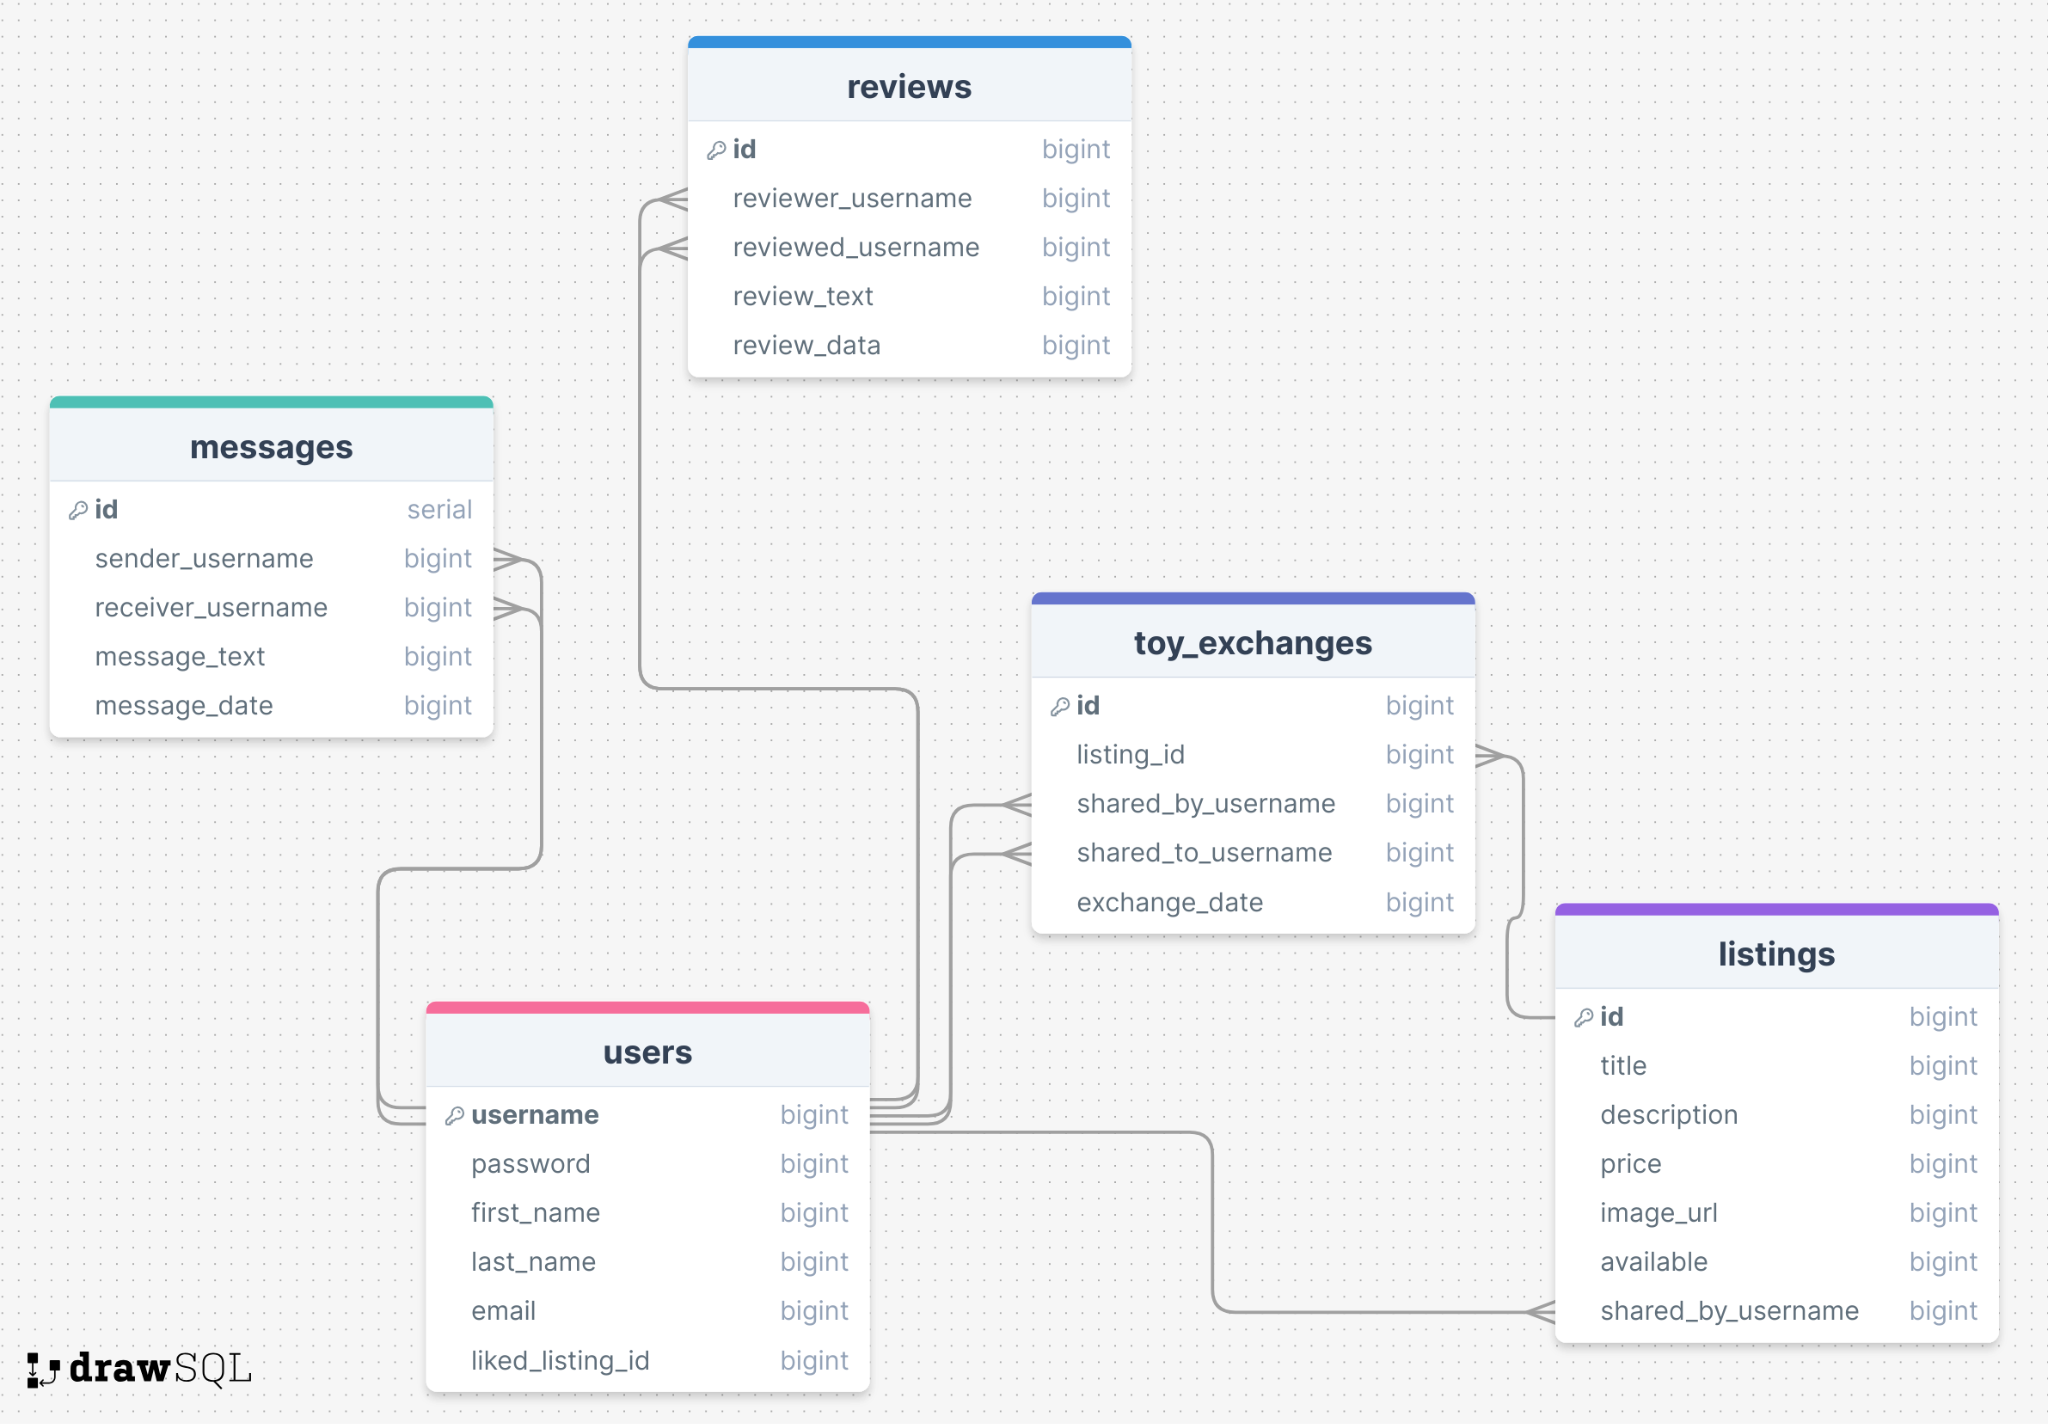 reviews
id bigint
reviewer_username bigint
reviewed_username bigint
review_text bigint
review_data bigint
messages
id serial
sender_username bigint
receiver_username bigint
message_text bigint
message_date bigint
toy_exchanges
id bigint
listing_id bigint
shared_by_username bigint
shared_to_username bigint
exchange_date bigint
listings
id bigint
title bigint
description bigint
price bigint
image_url bigint
available bigint
shared_by_username bigint
users
username bigint
password bigint
first_name bigint
last_name bigint
email bigint
liked_listing_id bigint
drawSQL